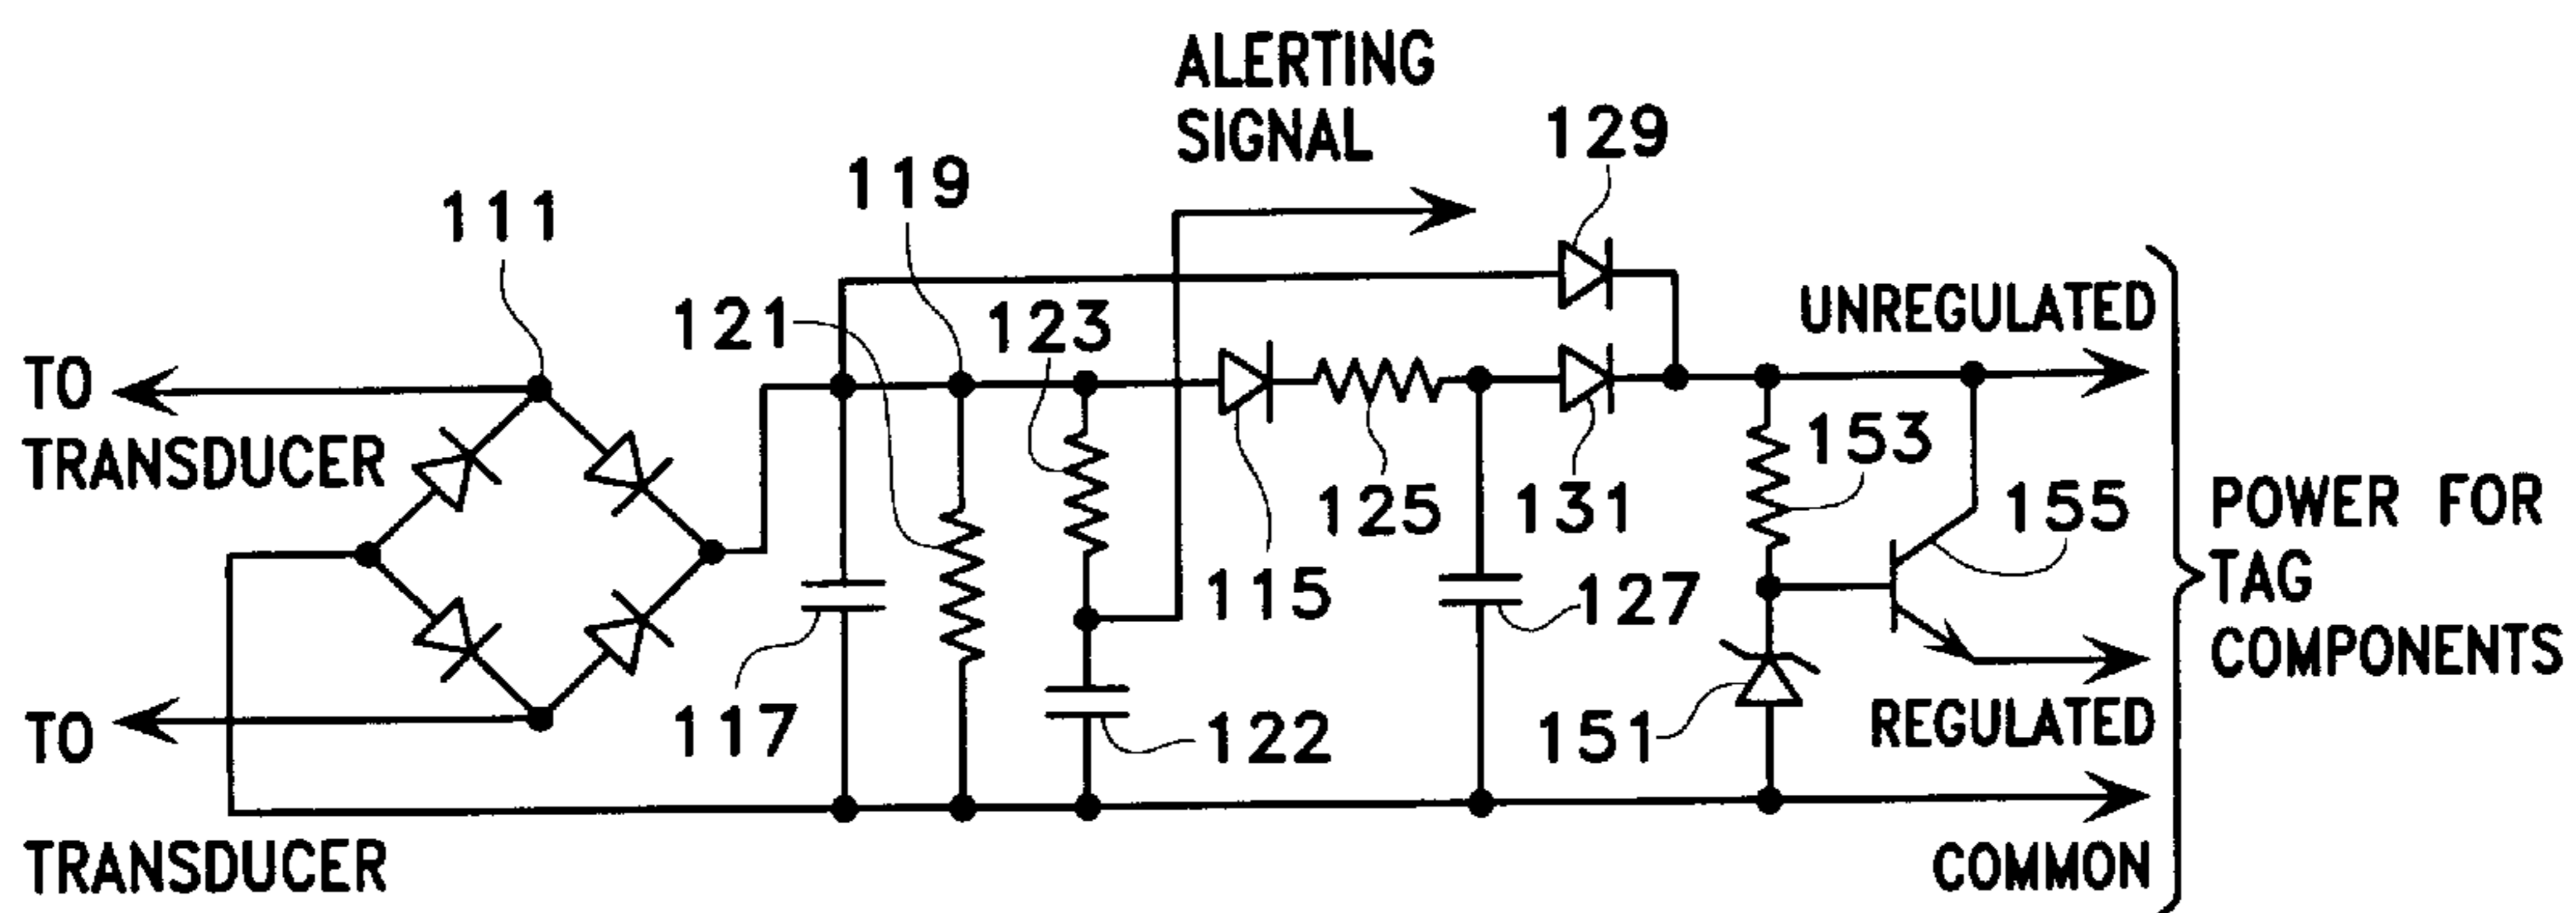 ALERTING
SIGNAL
129
119
111
121
123
UNREGULATED
TO
TRANSDUCER
153
125
131
155
POWER FOR
TAG
COMPONENTS
115
127
117
122
151
REGULATED
TO
TRANSDUCER
COMMON